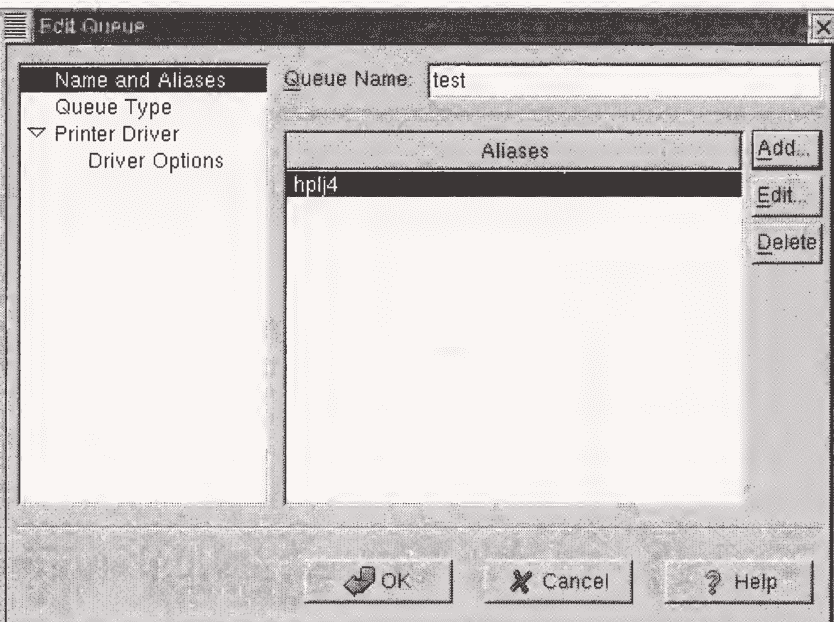 Edit Queue
Name and Aliases
Queue Type
Printer Driver
Driver Options
Queue Name: test
Aliases
hplj4
Add...
Edit...
Delete
OK
Cancel
Help